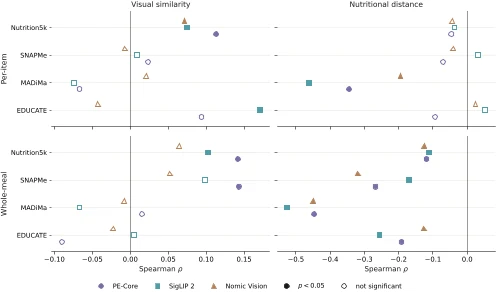 Visual similarity
Nutritional distance
Per-item
Nutrition5k
SNAPMe
MADiMa
EDUCATE
Whole-meal
Nutrition5k
SNAPMe
MADiMa
EDUCATE
−0.10 −0.05 0.00 0.05 0.10 0.15
−0.5 −0.4 −0.3 −0.2 −0.1 0.0
Spearman ρ
Spearman ρ
PE-Core SigLIP 2 Nomic Vision p < 0.05 not significant